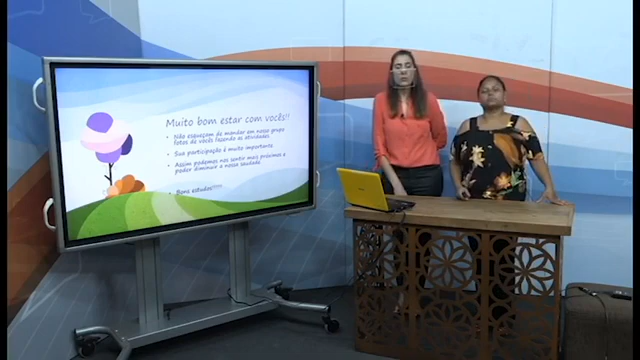 Muito bom estar com vocês!!
• Não esqueçam de mandar em nosso grupo
fotos de vocês fazendo as atividades
• Sua participação é muito importante
• Assim podemos nos sentir mais próximos e
poder diminuir a nossa saudade
• Bons estudos!!!!!